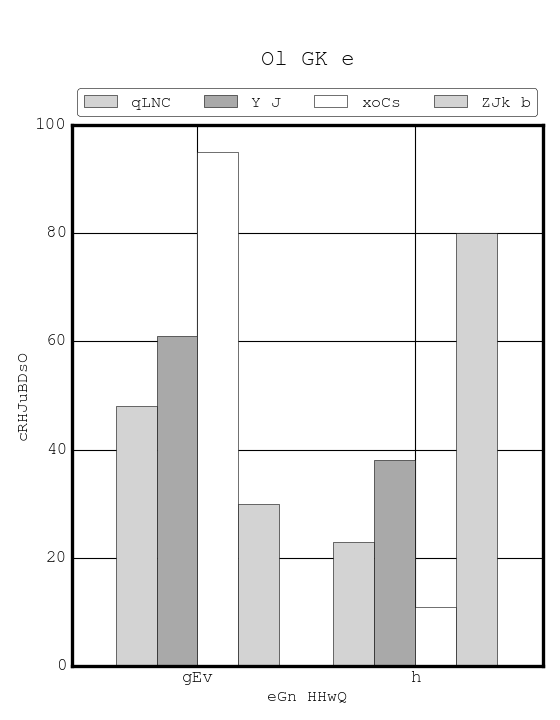 Ol GK e
qLNC Y J xoCs ZJk b
100
80
60
40
20
0
cRHJuBDsO
gEv h
eGn HHwQ